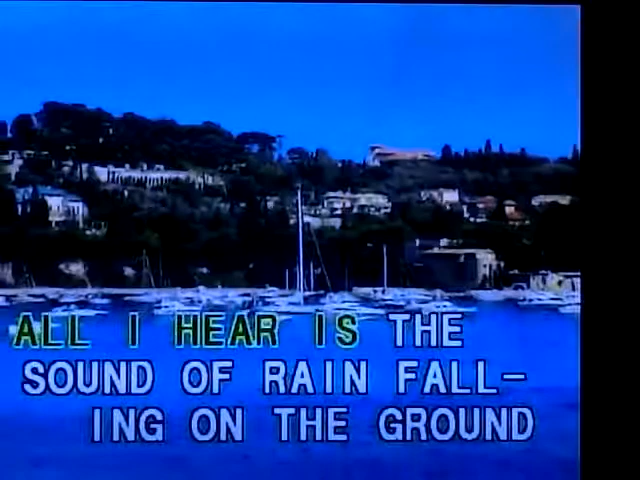 ALL I HEAR IS THE
SOUND OF RAIN FALL-
ING ON THE GROUND